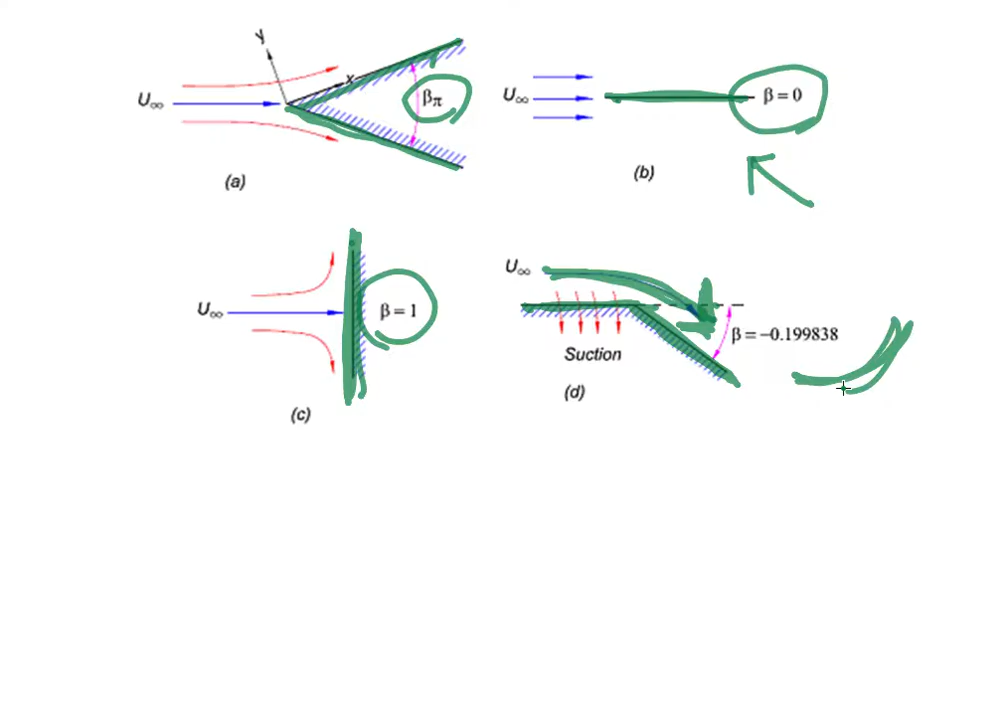 y
x
U∞
βπ
(a)
U∞
β = 0
(b)
U∞
β = 1
(c)
U∞
β = −0.199838
Suction
(d)